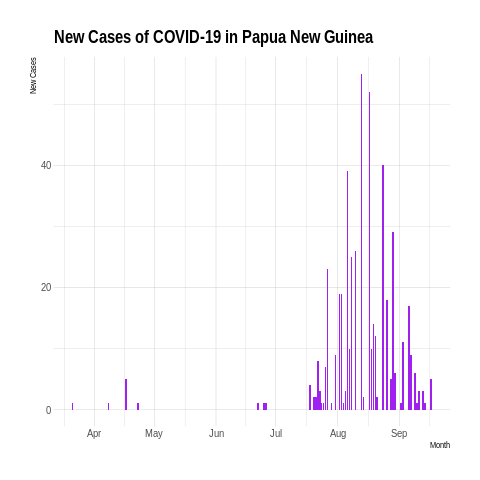 New Cases of COVID-19 in Papua New Guinea
New Cases
40
20
0
Apr May Jun Jul Aug Sep
Month